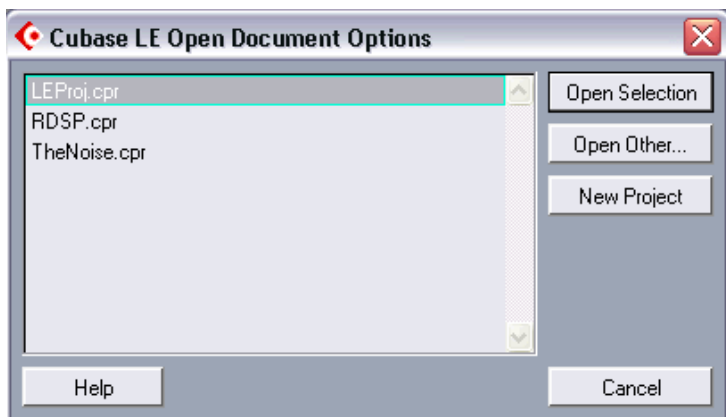 Cubase LE Open Document Options
LEProj.cpr
RDSP.cpr
TheNoise.cpr
Open Selection
Open Other...
New Project
Help
Cancel